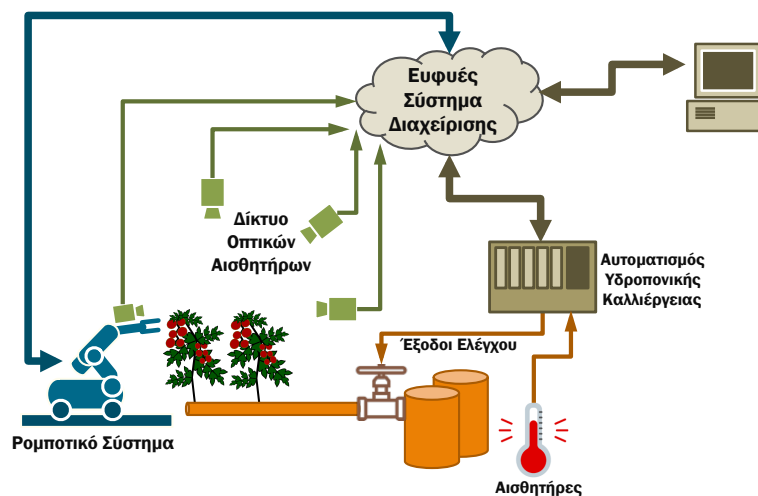 Ευφυές
Σύστημα
Διαχείρισης
Δίκτυο
Οπτικών
Αισθητήρων
Αυτοματισμός
Υδροπονικής
Καλλιέργειας
Έξοδοι Ελέγχου
Ρομποτικό Σύστημα
Αισθητήρες